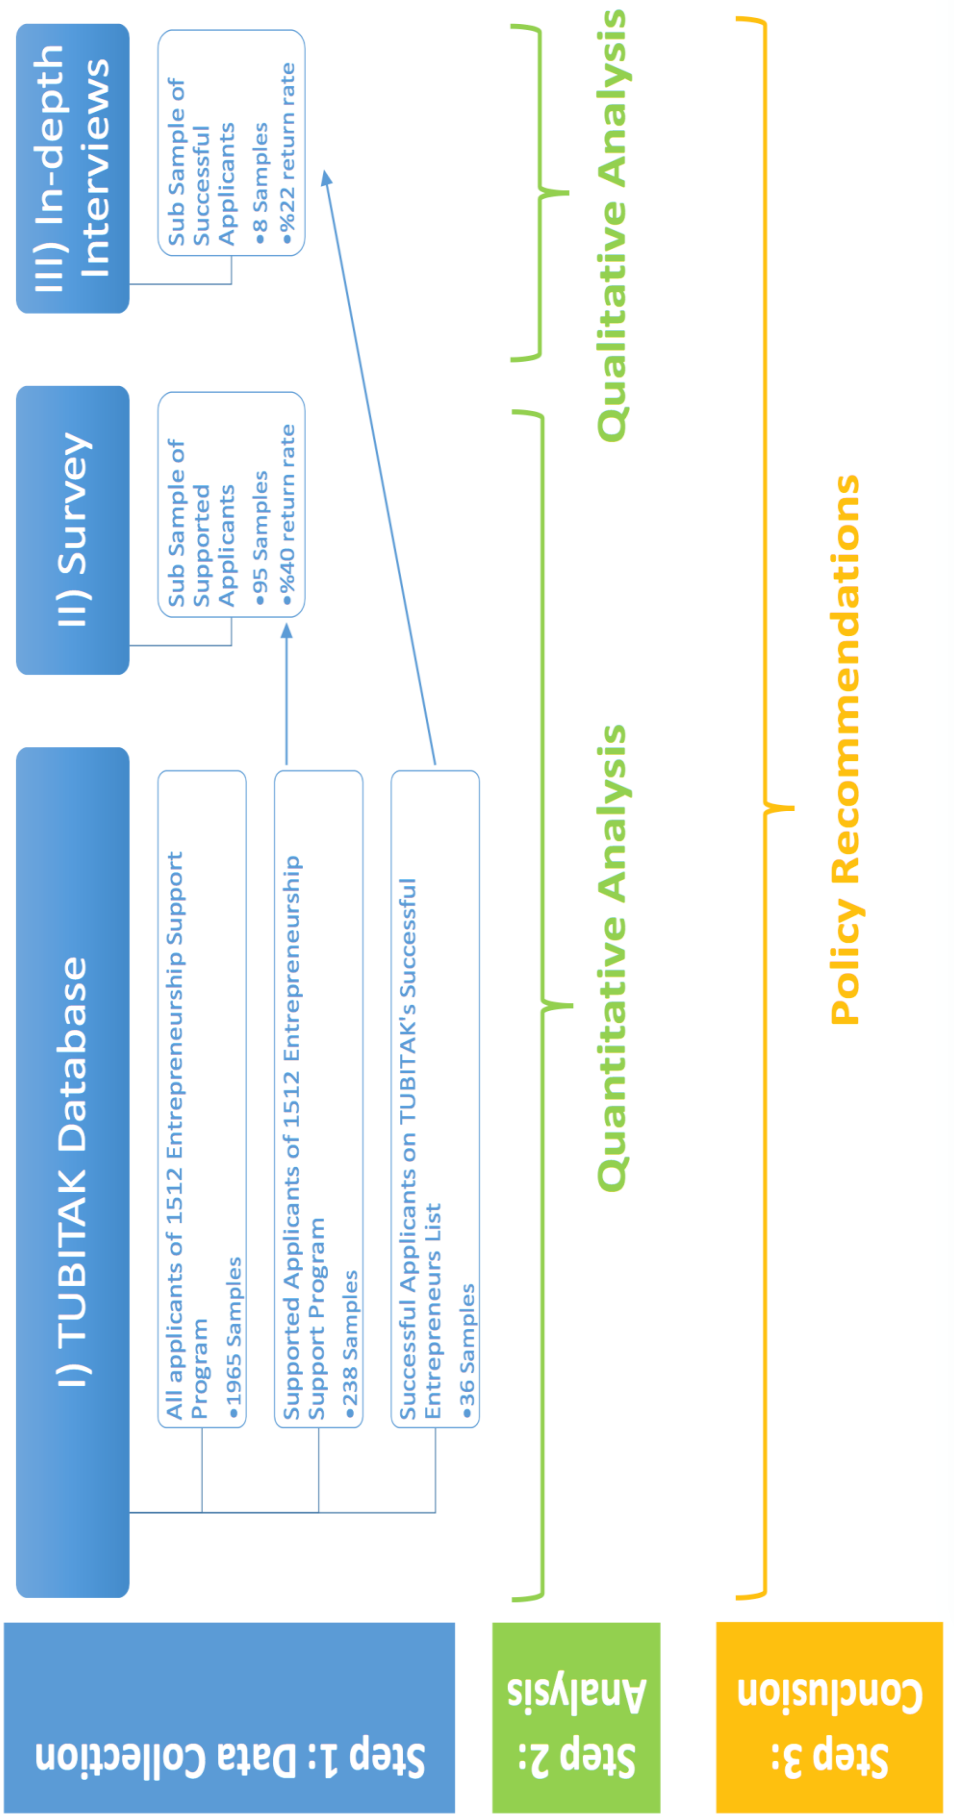 Step 1: Data Collection
I) TUBITAK Database
All applicants of 1512 Entrepreneurship Support
Program
•1965 Samples
Supported Applicants of 1512 Entrepreneurship
Support Program
•238 Samples
Successful Applicants on TUBITAK's Successful
Entrepreneurs List
•36 Samples
II) Survey
Sub Sample of
Supported
Applicants
•95 Samples
•%40 return rate
III) In-depth
Interviews
Sub Sample of
Successful
Applicants
•8 Samples
•%22 return rate
Step 2:
Analysis
Quantitative Analysis
Qualitative Analysis
Step 3:
Conclusion
Policy Recommendations